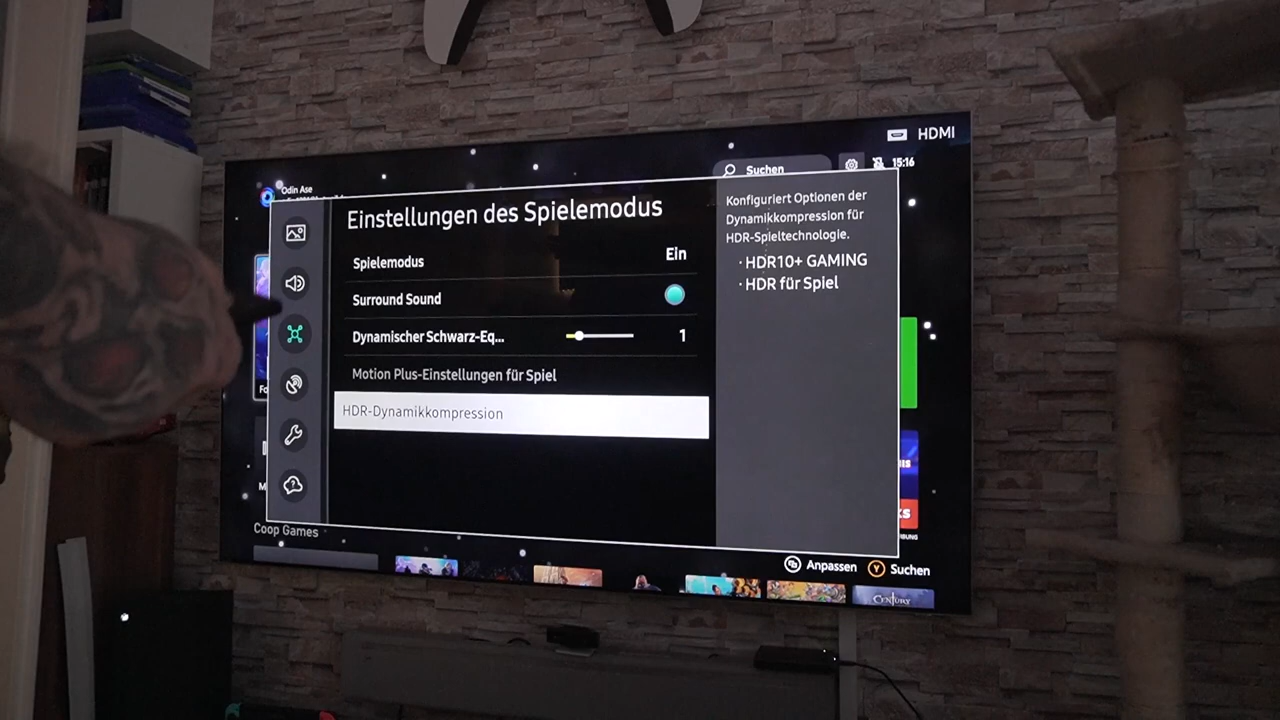 HDMI
Suchen
15:16
Odin Ase
Einstellungen des Spielemodus
Spielemodus
Ein
Surround Sound
Dynamischer Schwarz-Eq...
1
Motion Plus-Einstellungen für Spiel
HDR-Dynamikkompression
Konfiguriert Optionen der
Dynamikkompression für
HDR-Spieltechnologie.
· HDR10+ GAMING
· HDR für Spiel
Fo
M
Coop Games
Anpassen
Y Suchen
CENTURY